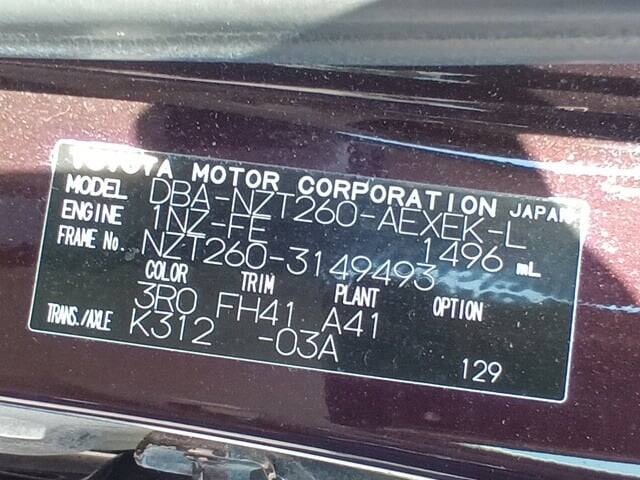 TOYOTA MOTOR CORPORATION JAPAN
MODEL DBA-NZT260-AEXEK-L
ENGINE 1NZ-FE 1496 mL
FRAME No. NZT260-3149493
COLOR TRIM PLANT OPTION
3R0 FH41 A41
TRANS./AXLE K312 -03A
129